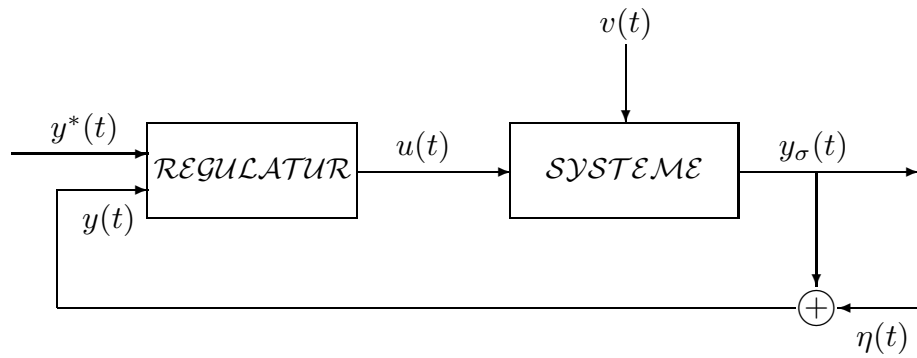 v(t)
y*(t)
REGULATUR
u(t)
SYSTEME
y_σ(t)
y(t)
+
η(t)